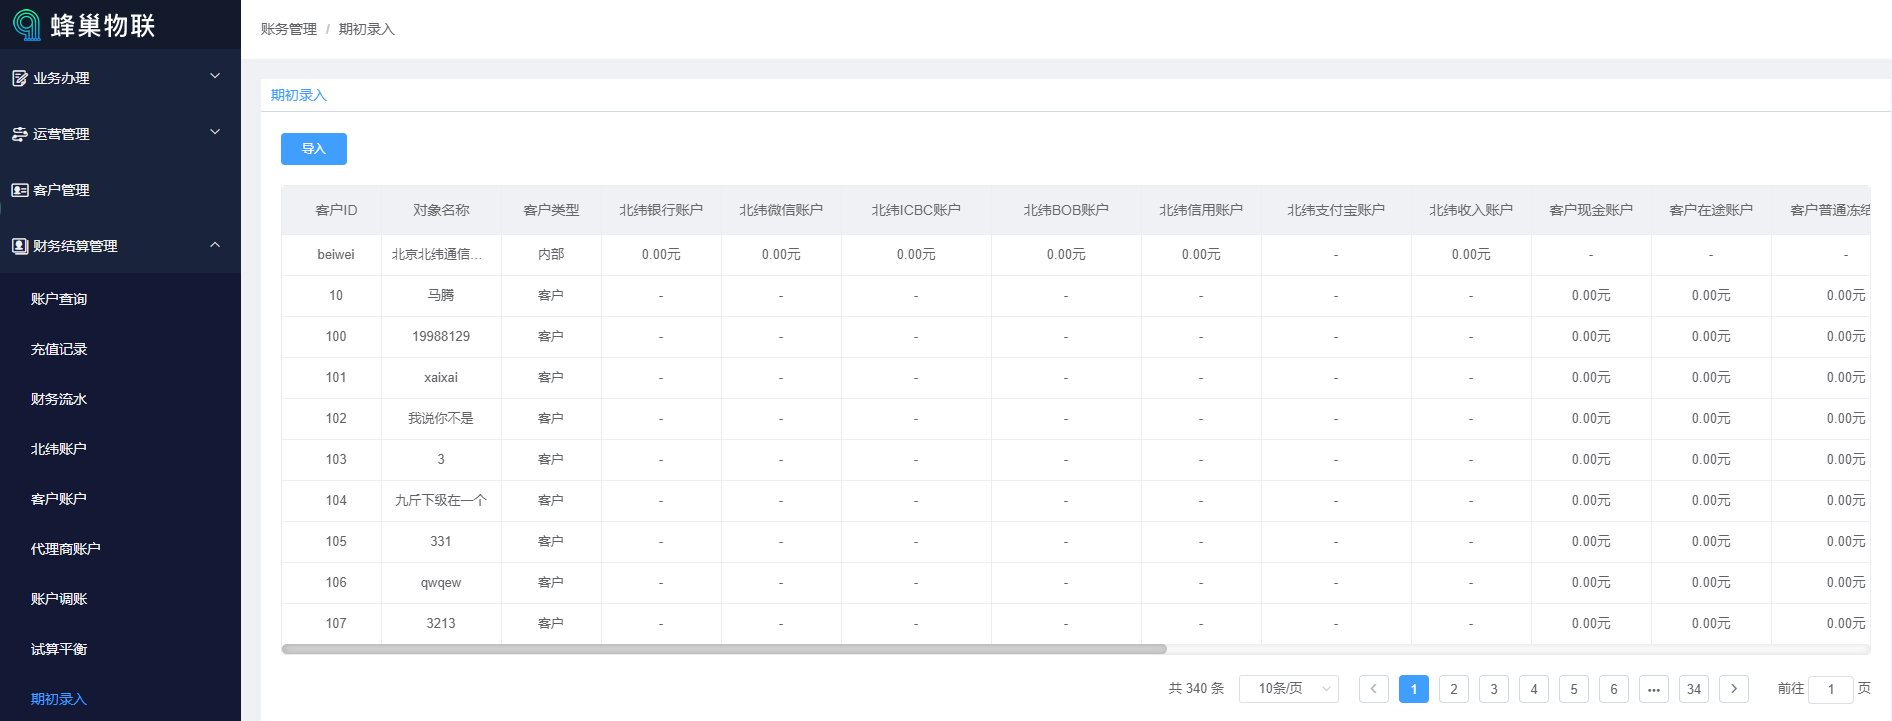 蜂巢物联
业务办理
运营管理
客户管理
财务结算管理
账户查询
充值记录
财务流水
北纬账户
客户账户
代理商账户
账户调账
试算平衡
期初录入
账务管理 / 期初录入
期初录入
导入
客户ID 对象名称 客户类型 北纬银行账户 北纬微信账户 北纬ICBC账户 北纬BOB账户 北纬信用账户 北纬支付宝账户 北纬收入账户 客户现金账户 客户在途账户 客户普通冻结
beiwei 北京北纬通信... 内部 0.00元 0.00元 0.00元 0.00元 0.00元 - 0.00元 - - -
10 马腾 客户 - - - - - - - 0.00元 0.00元 0.00元
100 19988129 客户 - - - - - - - 0.00元 0.00元 0.00元
101 xaixai 客户 - - - - - - - 0.00元 0.00元 0.00元
102 我说你不是 客户 - - - - - - - 0.00元 0.00元 0.00元
103 3 客户 - - - - - - - 0.00元 0.00元 0.00元
104 九斤下级在一个 客户 - - - - - - - 0.00元 0.00元 0.00元
105 331 客户 - - - - - - - 0.00元 0.00元 0.00元
106 qwqew 客户 - - - - - - - 0.00元 0.00元 0.00元
107 3213 客户 - - - - - - - 0.00元 0.00元 0.00元
共 340 条 10条/页 1 2 3 4 5 6 ... 34 前往 1 页